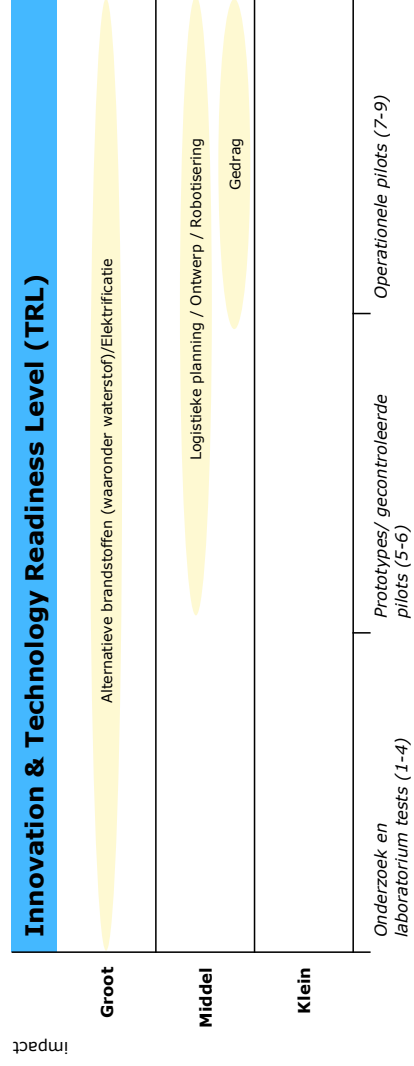 Innovation & Technology Readiness Level (TRL)
impact
Groot
Alternatieve brandstoffen (waaronder waterstof)/Elektrificatie
Middel
Logistieke planning / Ontwerp / Robotisering
Gedrag
Klein
Onderzoek en
laboratorium tests (1-4)
Prototypes/ gecontroleerde
pilots (5-6)
Operationele pilots (7-9)